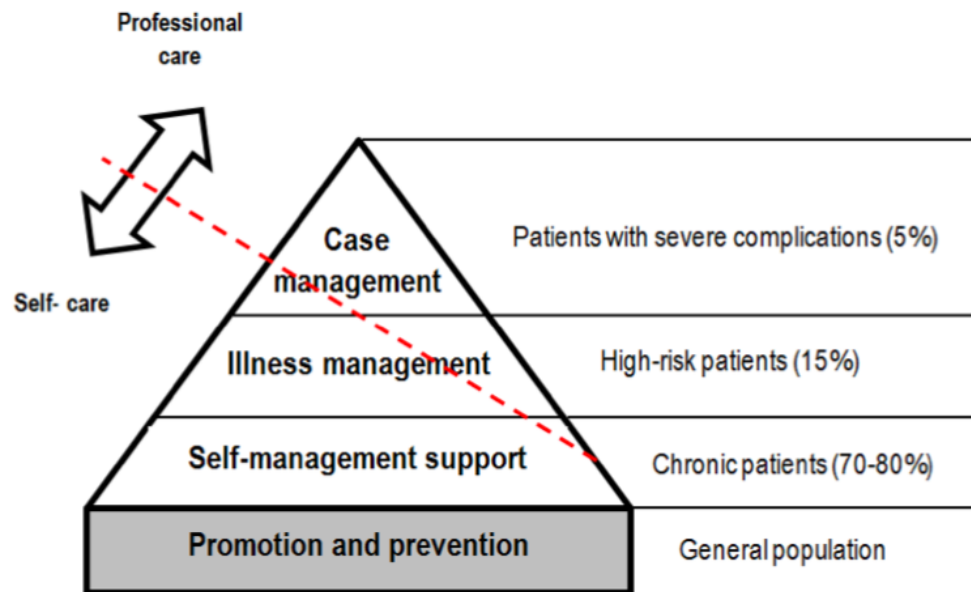 Professional
care
Self- care
Case
management
Patients with severe complications (5%)
Illness management
High-risk patients (15%)
Self-management support
Chronic patients (70-80%)
Promotion and prevention
General population